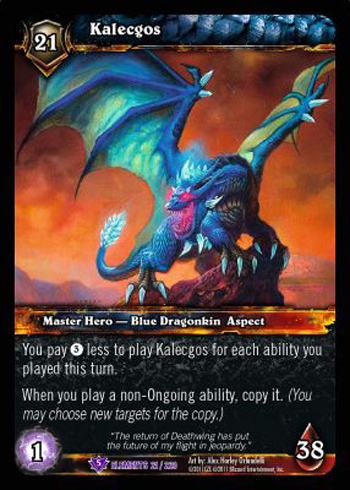 21
Kalecgos
Master Hero — Blue Dragonkin Aspect
You pay 3 less to play Kalecgos for each ability you
played this turn.
When you play a non-Ongoing ability, copy it. (You
may choose new targets for the copy.)
1
"The return of Deathwing has put
the future of my flight in jeopardy."
38
ELEMENTS 21 / 220
Art by: Alex Horley Orlandelli